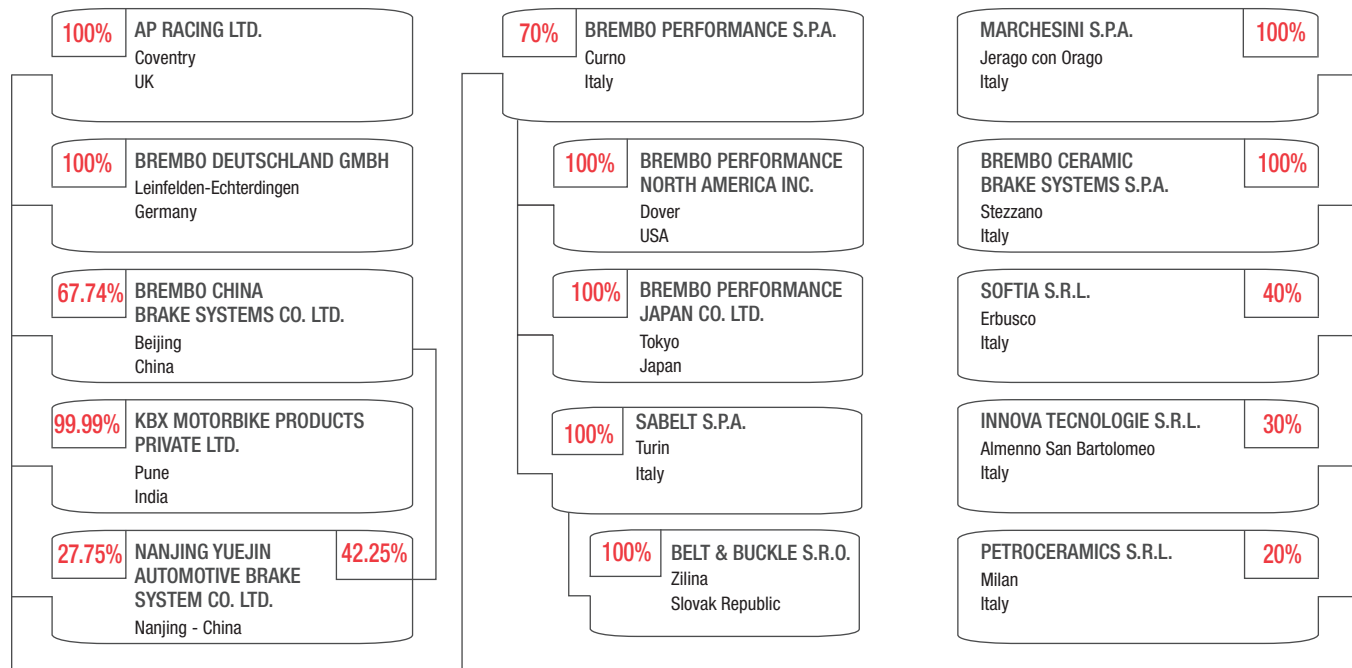 100%
AP RACING LTD.
Coventry
UK
100%
BREMBO DEUTSCHLAND GMBH
Leinfelden-Echterdingen
Germany
67.74%
BREMBO CHINA
BRAKE SYSTEMS CO. LTD.
Beijing
China
99.99%
KBX MOTORBIKE PRODUCTS
PRIVATE LTD.
Pune
India
27.75%
NANJING YUEJIN
AUTOMOTIVE BRAKE
SYSTEM CO. LTD.
Nanjing - China
42.25%
70%
BREMBO PERFORMANCE S.P.A.
Curno
Italy
100%
BREMBO PERFORMANCE
NORTH AMERICA INC.
Dover
USA
100%
BREMBO PERFORMANCE
JAPAN CO. LTD.
Tokyo
Japan
100%
SABELT S.P.A.
Turin
Italy
100%
BELT & BUCKLE S.R.O.
Zilina
Slovak Republic
MARCHESINI S.P.A.
Jerago con Orago
Italy
100%
BREMBO CERAMIC
BRAKE SYSTEMS S.P.A.
Stezzano
Italy
100%
SOFTIA S.R.L.
Erbusco
Italy
40%
INNOVA TECNOLOGIE S.R.L.
Almenno San Bartolomeo
Italy
30%
PETROCERAMICS S.R.L.
Milan
Italy
20%